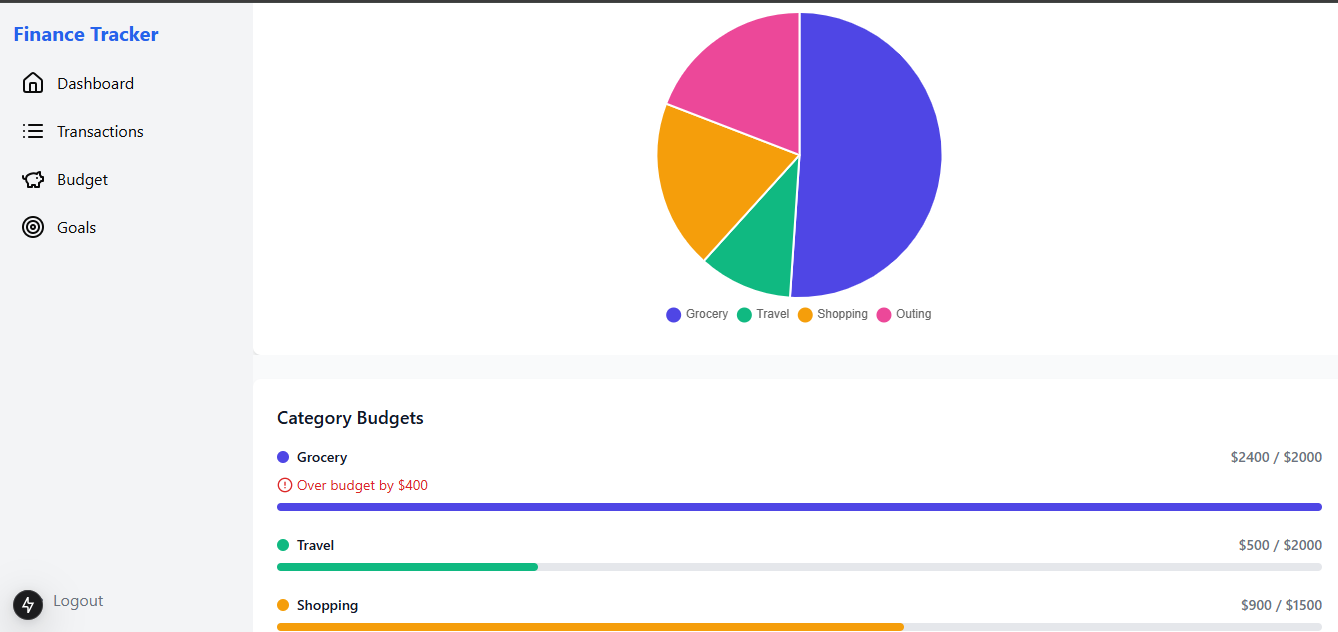 Finance Tracker
Dashboard
Transactions
Budget
Goals
Logout
Grocery Travel Shopping Outing
Category Budgets
Grocery $2400 / $2000
Over budget by $400
Travel $500 / $2000
Shopping $900 / $1500